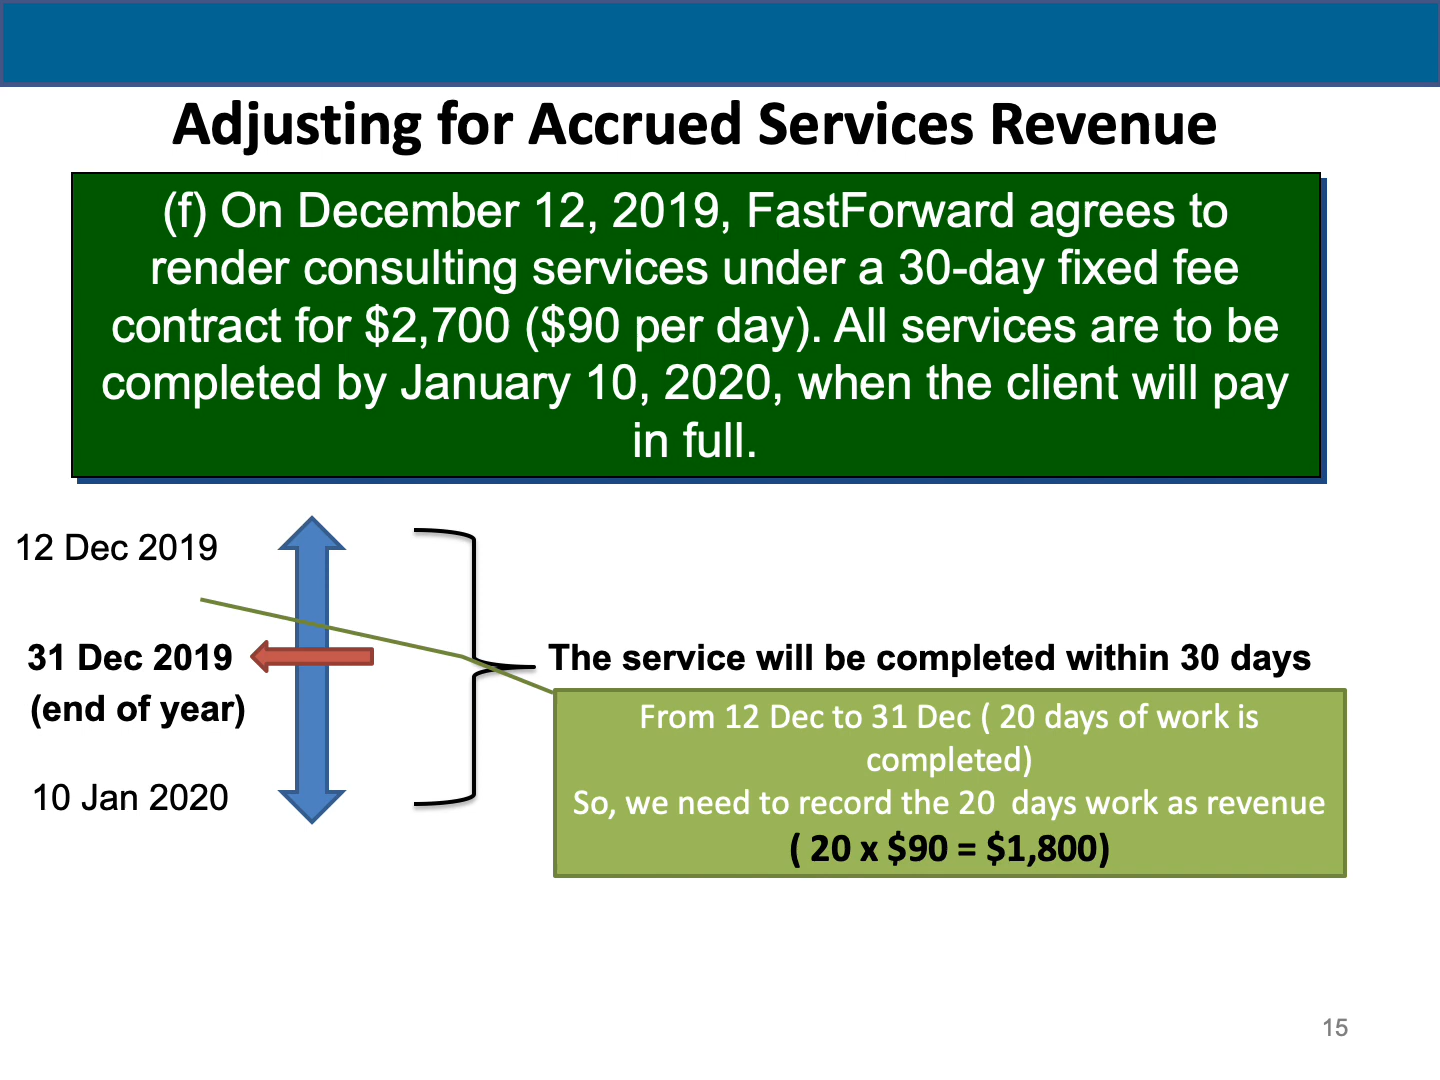 Adjusting for Accrued Services Revenue
(f) On December 12, 2019, FastForward agrees to
render consulting services under a 30-day fixed fee
contract for $2,700 ($90 per day). All services are to be
completed by January 10, 2020, when the client will pay
in full.
12 Dec 2019
31 Dec 2019
(end of year)
10 Jan 2020
The service will be completed within 30 days
From 12 Dec to 31 Dec ( 20 days of work is
completed)
So, we need to record the 20  days work as revenue
( 20 x $90 = $1,800)
15